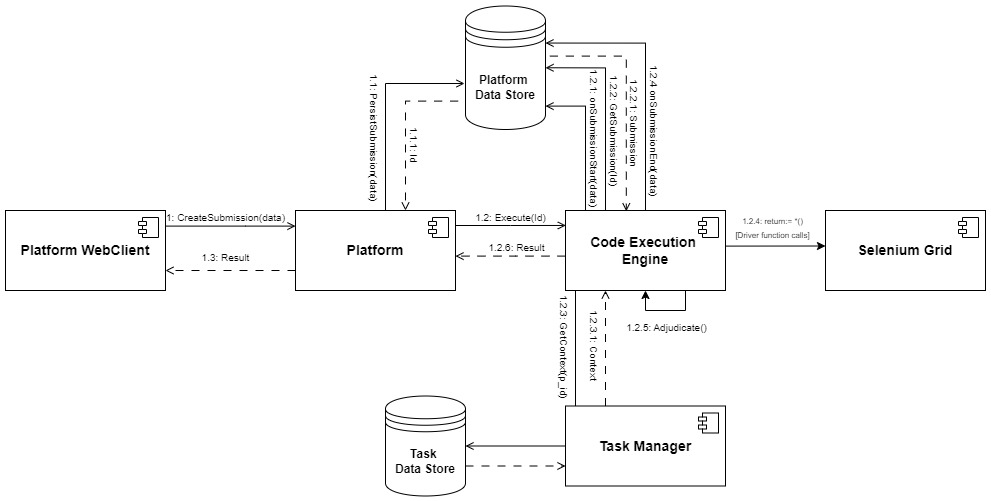 Platform
Data Store
1.1: PersistSubmission(data)
1.1.1: Id
1.2.1: onSubmissionStart(data)
1.2.2: GetSubmission(Id)
1.2.2.1: Submission
1.2.4 onSubmissionEnd(data)
Platform WebClient
1: CreateSubmission(data)
1.3: Result
Platform
1.2: Execute(Id)
1.2.6: Result
Code Execution
Engine
1.2.4: return:= *()
[Driver function calls]
Selenium Grid
1.2.3: GetContext(p_id)
1.2.3.1: Context
1.2.5: Adjudicate()
Task
Data Store
Task Manager